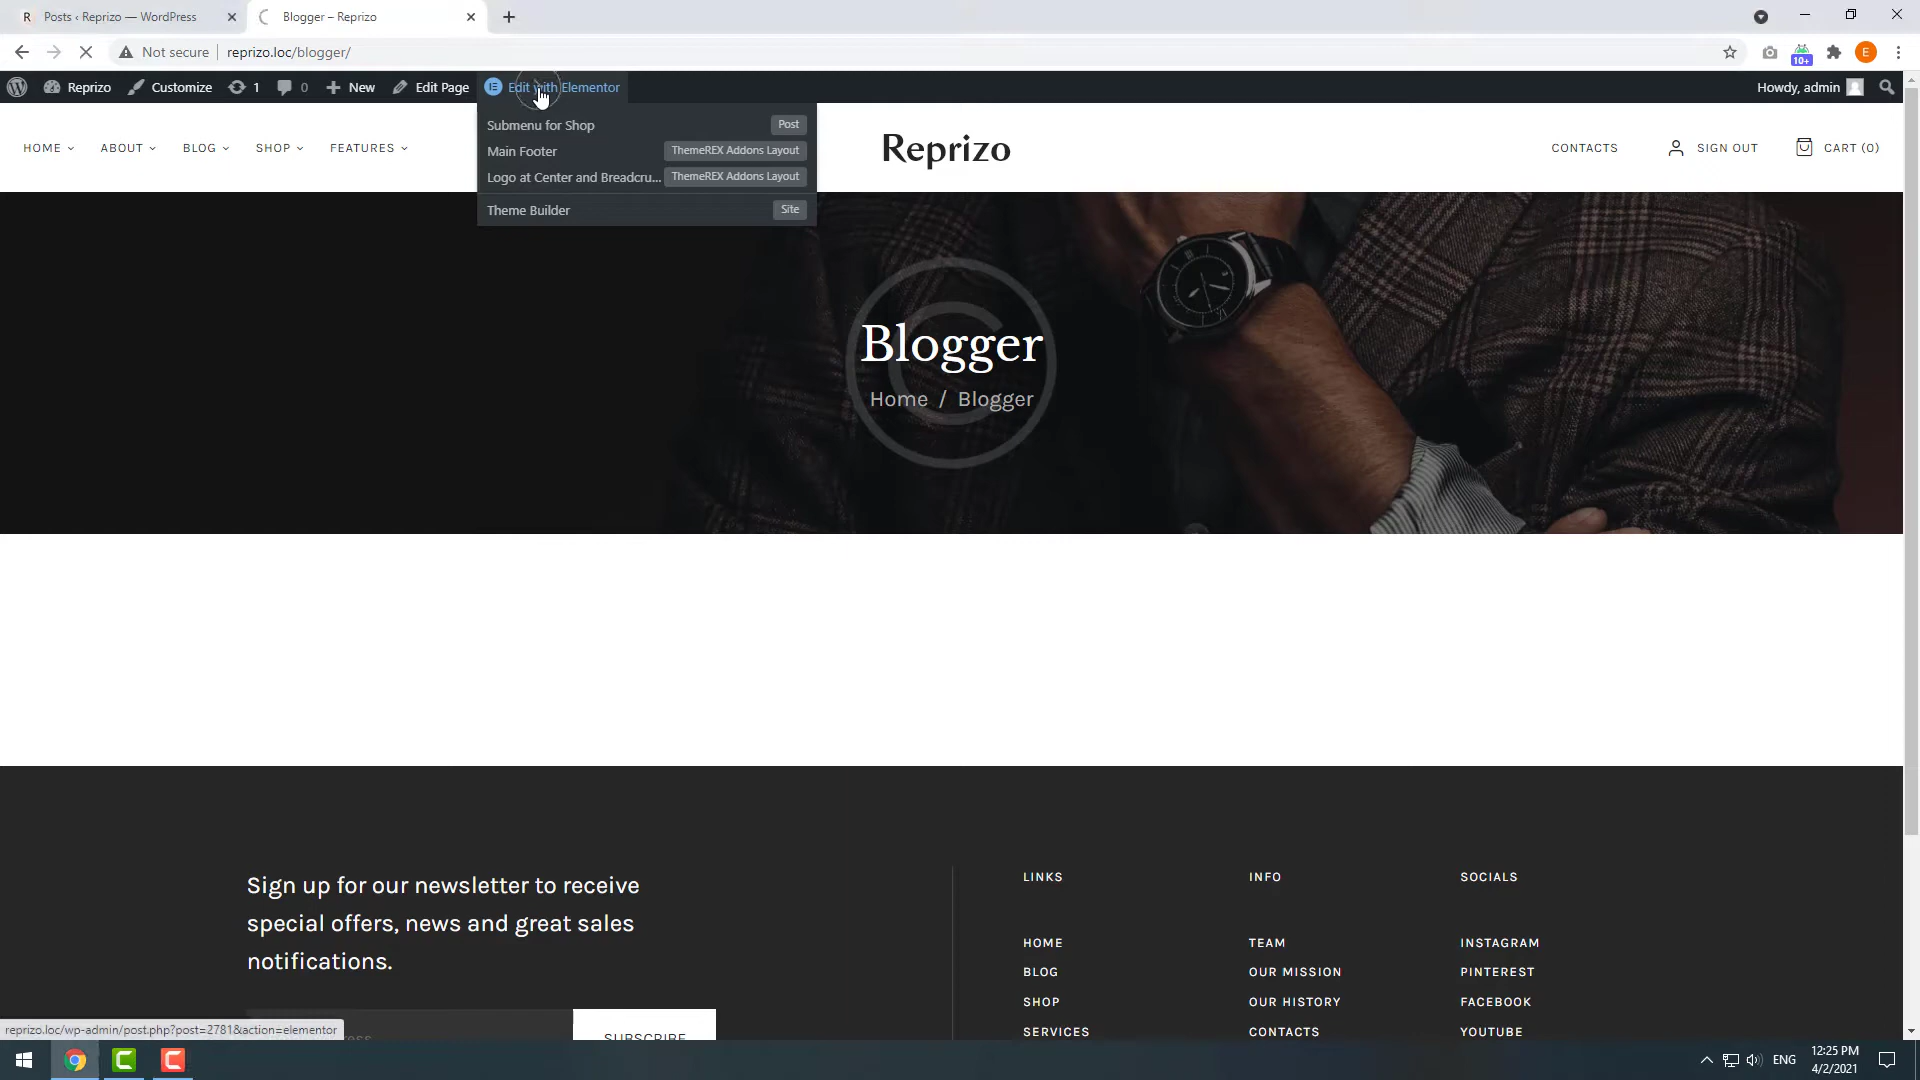 Posts ‹ Reprizo — WordPress
Blogger – Reprizo
Not secure
reprizo.loc/blogger/
10+
E
Reprizo
Customize
1
0
New
Edit Page
Edit with Elementor
Howdy, admin
Submenu for Shop
Post
Main Footer
ThemeREX Addons Layout
Logo at Center and Breadcru...
ThemeREX Addons Layout
Theme Builder
Site
HOME
ABOUT
BLOG
SHOP
FEATURES
Reprizo
CONTACTS
SIGN OUT
CART (0)
Blogger
Home / Blogger
Sign up for our newsletter to receive
special offers, news and great sales
notifications.
SUBSCRIBE
LINKS
HOME
BLOG
SHOP
SERVICES
INFO
TEAM
OUR MISSION
OUR HISTORY
CONTACTS
SOCIALS
INSTAGRAM
PINTEREST
FACEBOOK
YOUTUBE
reprizo.loc/wp-admin/post.php?post=2781&action=elementor
ENG
12:25 PM
4/2/2021